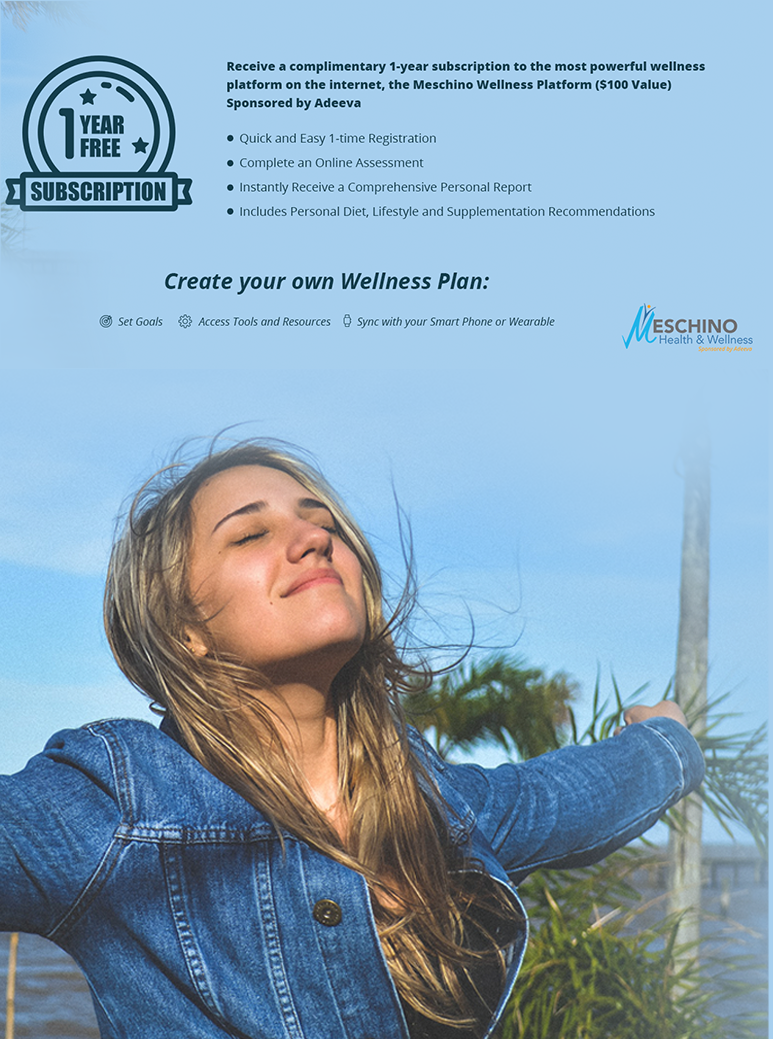 1 YEAR
FREE
SUBSCRIPTION
Receive a complimentary 1-year subscription to the most powerful wellness
platform on the internet, the Meschino Wellness Platform ($100 Value)
Sponsored by Adeeva
Quick and Easy 1-time Registration
Complete an Online Assessment
Instantly Receive a Comprehensive Personal Report
Includes Personal Diet, Lifestyle and Supplementation Recommendations
Create your own Wellness Plan:
Set Goals Access Tools and Resources Sync with your Smart Phone or Wearable
MESCHINO
Health & Wellness
Sponsored by Adeeva